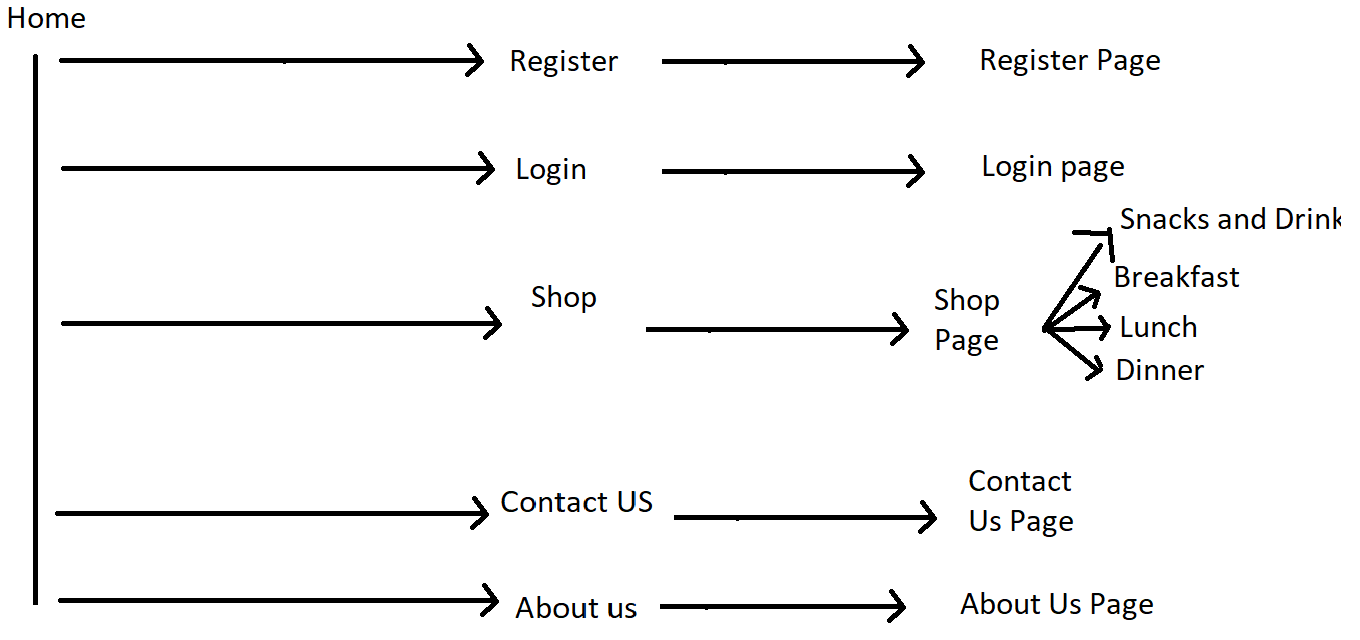 Home
Register
Register Page
Login
Login page
Snacks and Drink
Breakfast
Shop
Shop
Page
Lunch
Dinner
Contact US
Contact
Us Page
About us
About Us Page